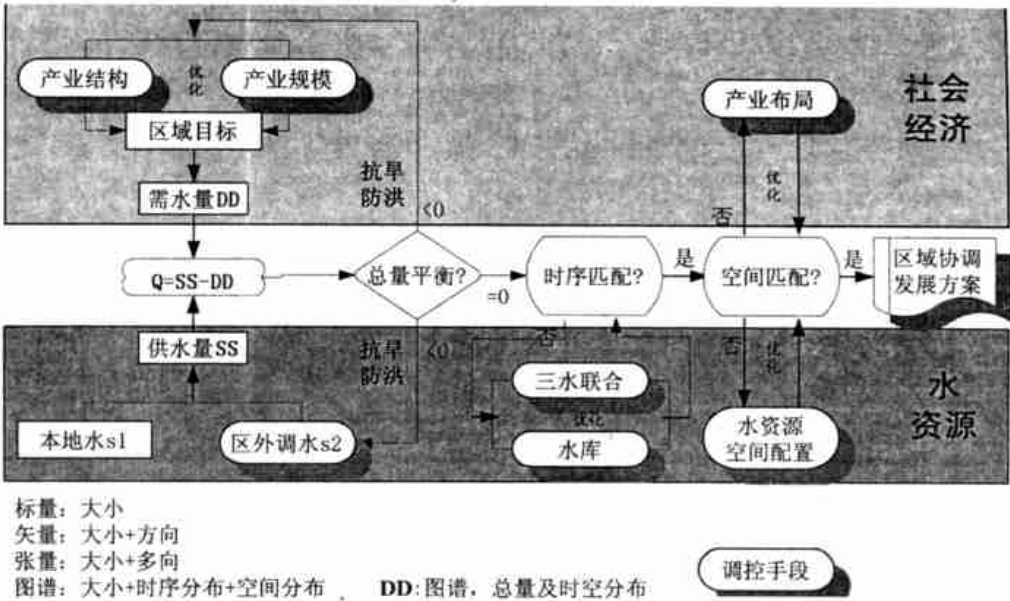 产业结构
优化
产业规模
区域目标
需水量DD
抗旰
防洪
<0
产业布局
优化
否
社会
经济
Q=SS-DD
总量平衡?
=0
时序匹配?
是
空间匹配?
是
区域协调
发展方案
供水量SS
抗旱
防洪
<0
否
三水联合
优化
水库
否
优化
水资源
空间配置
水
资源
本地水s1
区外调水s2
标量：大小
矢量：大小+方向
张量：大小+多向
图谱：大小+时序分布+空间分布
DD:图谱，总量及时空分布
调控手段